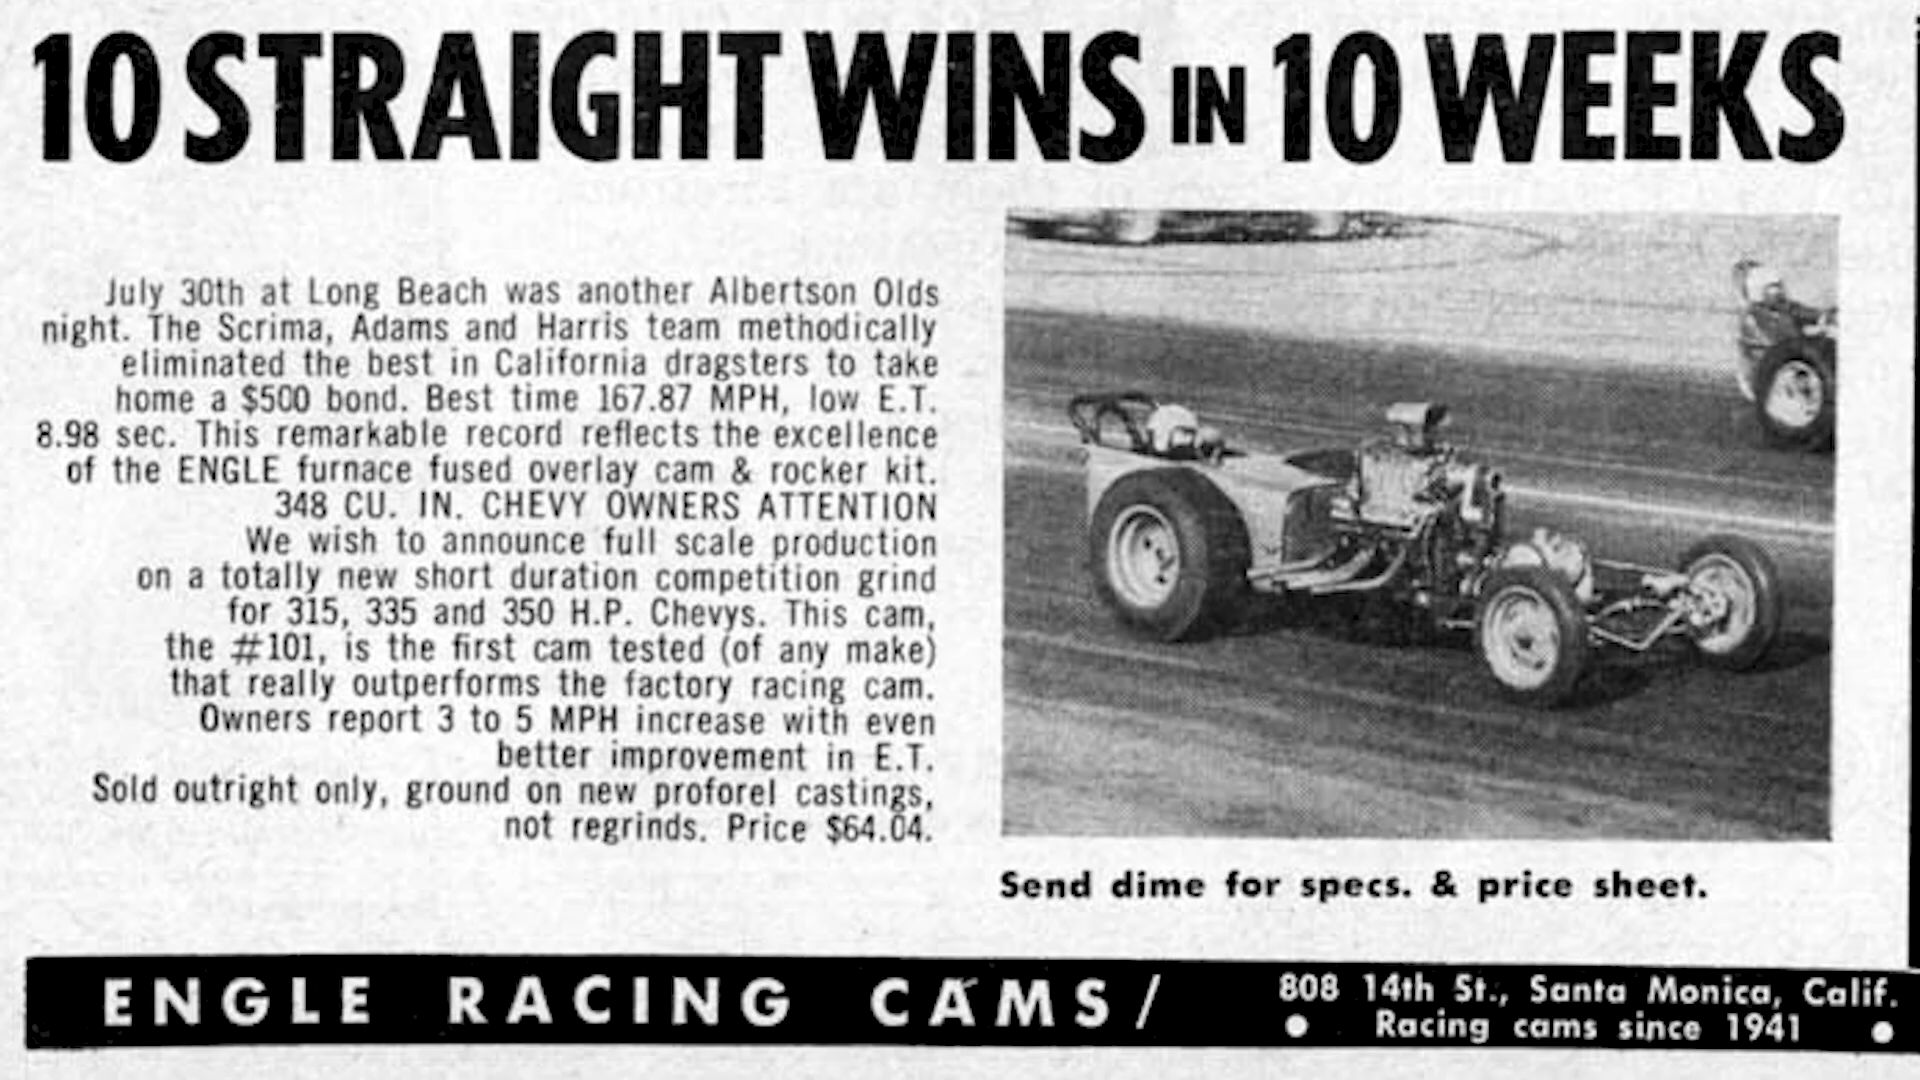 10 STRAIGHT WINS IN 10 WEEKS
July 30th at Long Beach was another Albertson Olds
night. The Scrima, Adams and Harris team methodically
eliminated the best in California dragsters to take
home a $500 bond. Best time 167.87 MPH, low E.T.
8.98 sec. This remarkable record reflects the excellence
of the ENGLE furnace fused overlay cam & rocker kit.
348 CU. IN. CHEVY OWNERS ATTENTION
We wish to announce full scale production
on a totally new short duration competition grind
for 315, 335 and 350 H.P. Chevys. This cam,
the #101, is the first cam tested (of any make)
that really outperforms the factory racing cam.
Owners report 3 to 5 MPH increase with even
better improvement in E.T.
Sold outright only, ground on new proforel castings,
not regrinds. Price $64.04.
Send dime for specs. & price sheet.
ENGLE RACING CAMS/
808 14th St., Santa Monica, Calif.
• Racing cams since 1941 •